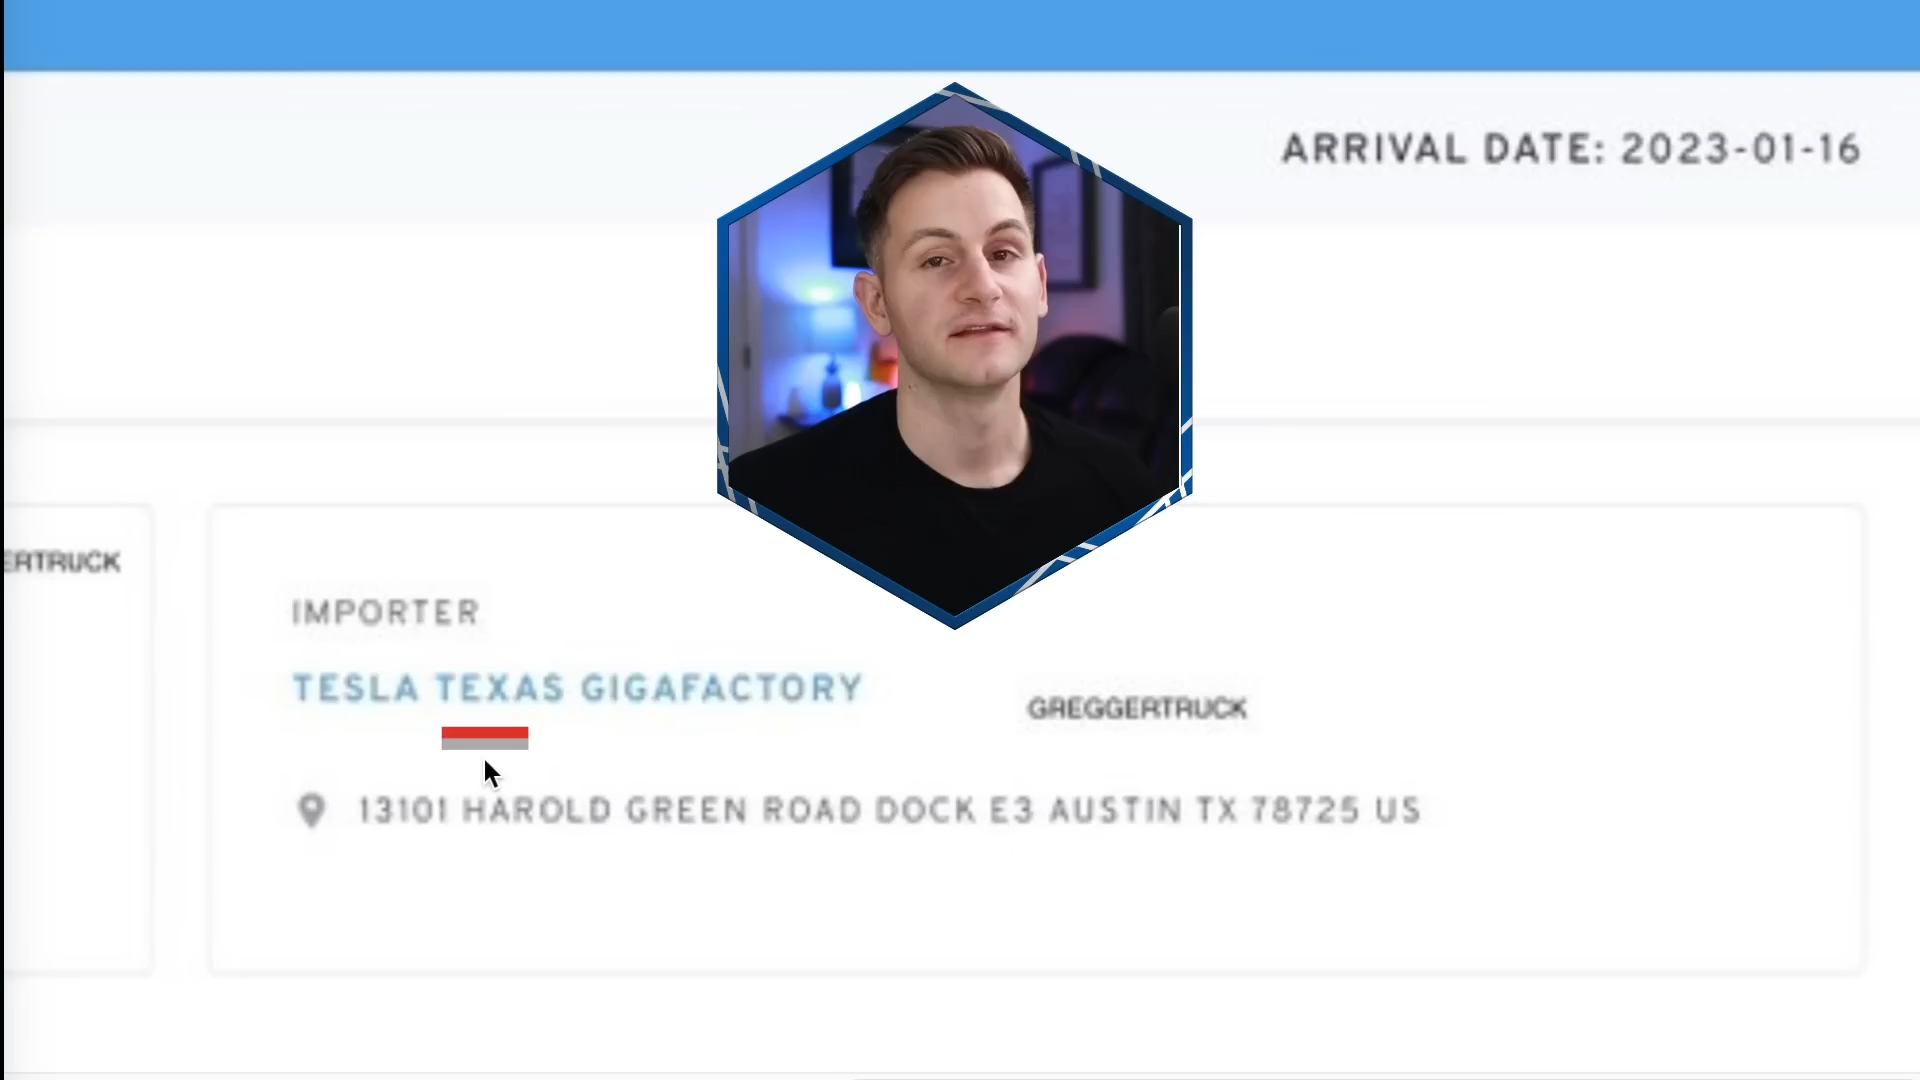 ARRIVAL DATE: 2023-01-16
ERTRUCK
IMPORTER
TESLA TEXAS GIGAFACTORY
GREGGERTRUCK
13101 HAROLD GREEN ROAD DOCK E3 AUSTIN TX 78725 US